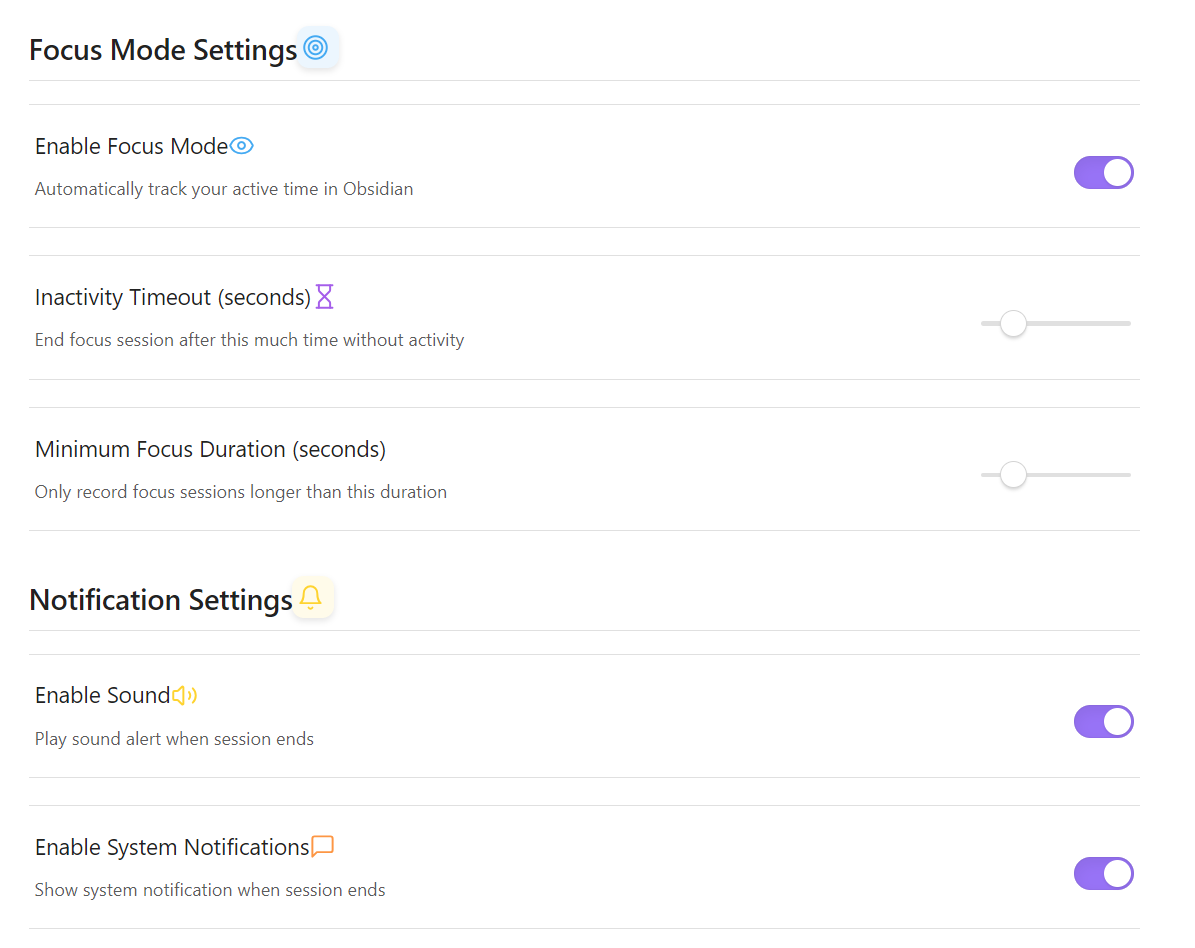 Focus Mode Settings
Enable Focus Mode
Automatically track your active time in Obsidian
Inactivity Timeout (seconds)
End focus session after this much time without activity
Minimum Focus Duration (seconds)
Only record focus sessions longer than this duration
Notification Settings
Enable Sound
Play sound alert when session ends
Enable System Notifications
Show system notification when session ends